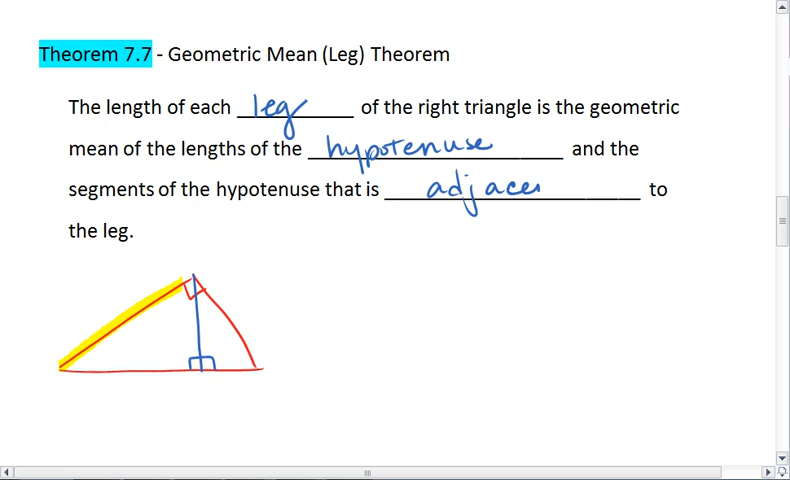 Theorem 7.7 - Geometric Mean (Leg) Theorem
The length of each leg of the right triangle is the geometric
mean of the lengths of the hypotenuse and the
segments of the hypotenuse that is adjacen to
the leg.